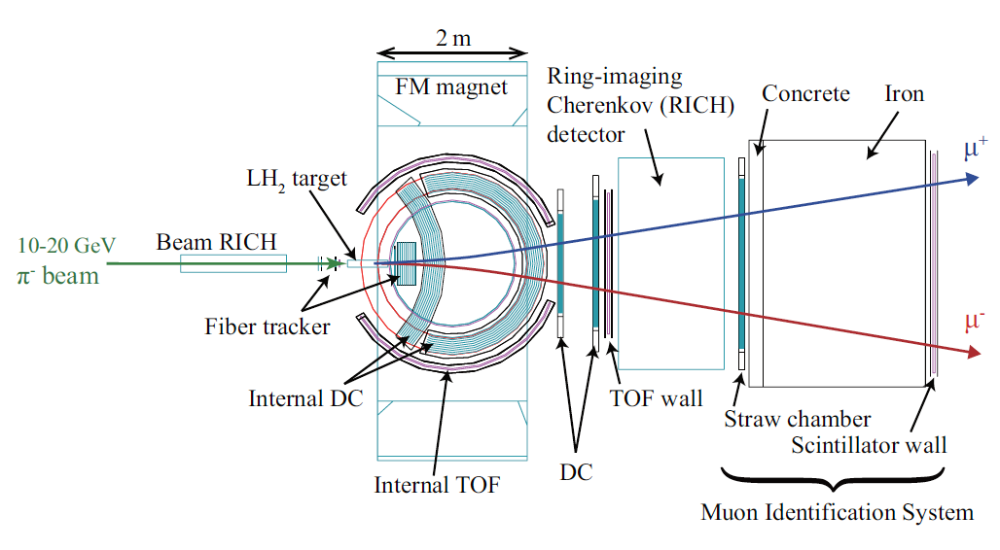 2 m
FM magnet
Ring-imaging
Cherenkov (RICH)
detector
Concrete
Iron
μ+
LH2 target
10-20 GeV
π- beam
Beam RICH
Fiber tracker
μ-
Internal DC
TOF wall
Straw chamber
Scintillator wall
Internal TOF
DC
Muon Identification System